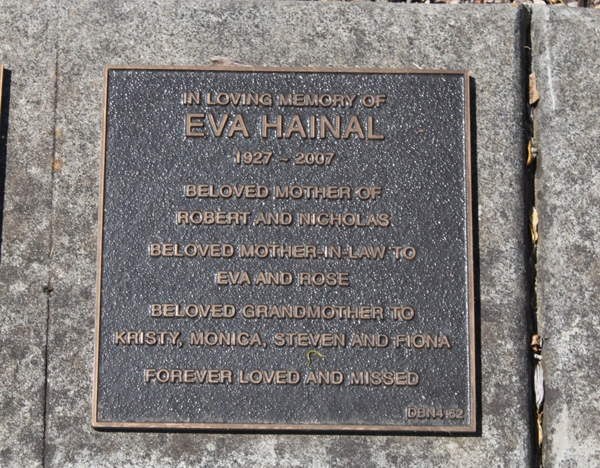 IN LOVING MEMORY OF
EVA HAINAL
1927 ~ 2007
BELOVED MOTHER OF
ROBERT AND NICHOLAS.
BELOVED MOTHER-IN-LAW TO
EVA AND ROSE
BELOVED GRANDMOTHER TO
KRISTY, MONICA, STEVEN AND FIONA
FOREVER LOVED AND MISSED
DBN4.62